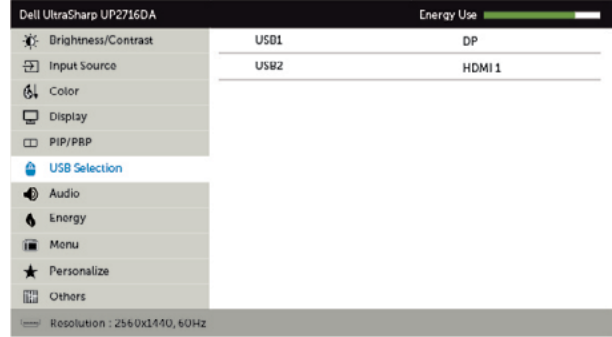 Dell UltraSharp UP2716DA Energy Use
Brightness/Contrast USB1 DP
Input Source USB2 HDMI 1
Color
Display
PIP/PBP
USB Selection
Audio
Energy
Menu
Personalize
Others
Resolution : 2560x1440, 60Hz